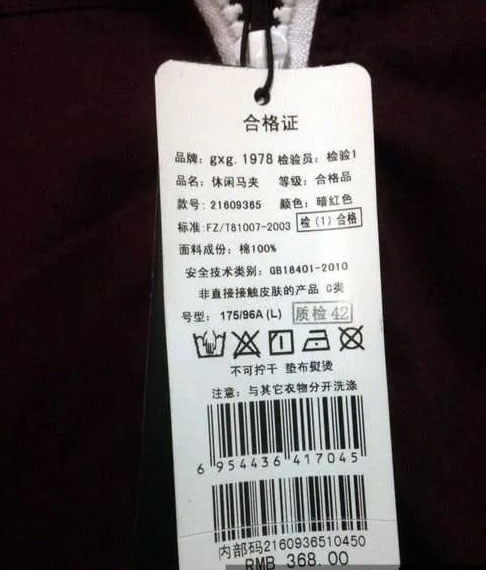 合格证
品牌: gxg. 1978 检验员: 检验1
品名: 休闲马夹 等级: 合格品
款号: 21609365 颜色: 暗红色
标准: FZ/T81007-2003 检(1)合格
面料成份: 棉100%
安全技术类别: GB18401-2010
非直接接触皮肤的产品 C类
号型: 175/96A(L) 质检42
不可拧干 垫布熨烫
注意: 与其它衣物分开洗涤
6 954436 417045
内部码2160936510450
RMB 368.00